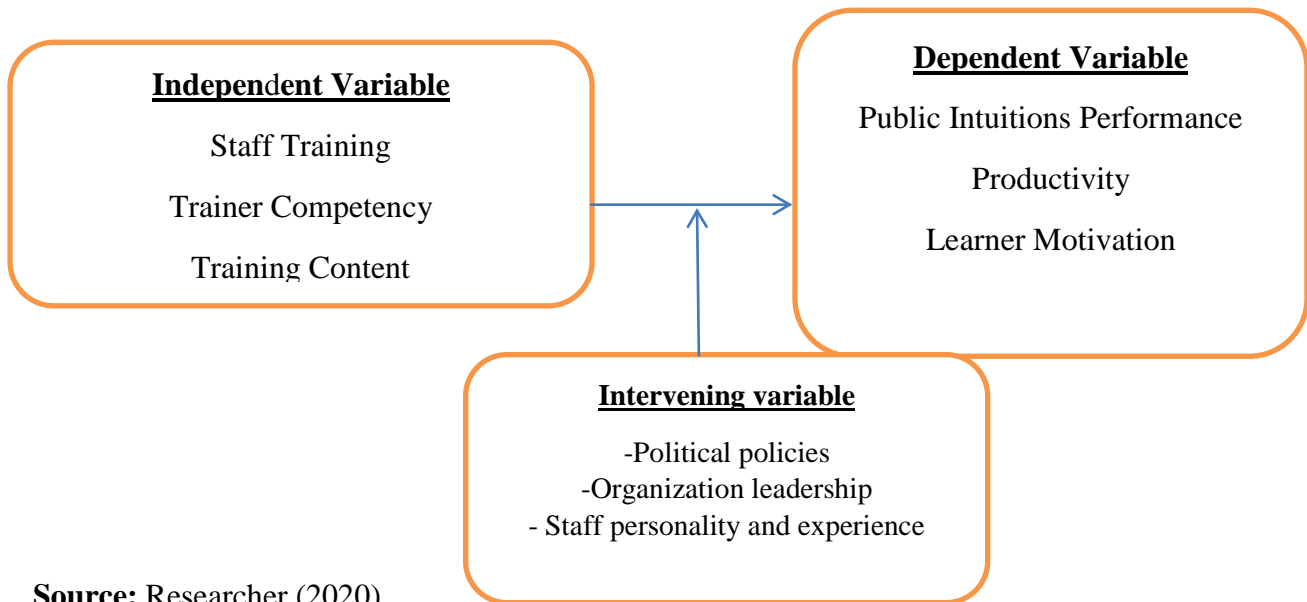 Independent Variable
Staff Training
Trainer Competency
Training Content
Dependent Variable
Public Intuitions Performance
Productivity
Learner Motivation
Intervening variable
-Political policies
-Organization leadership
- Staff personality and experience
Source: Researcher (2020)